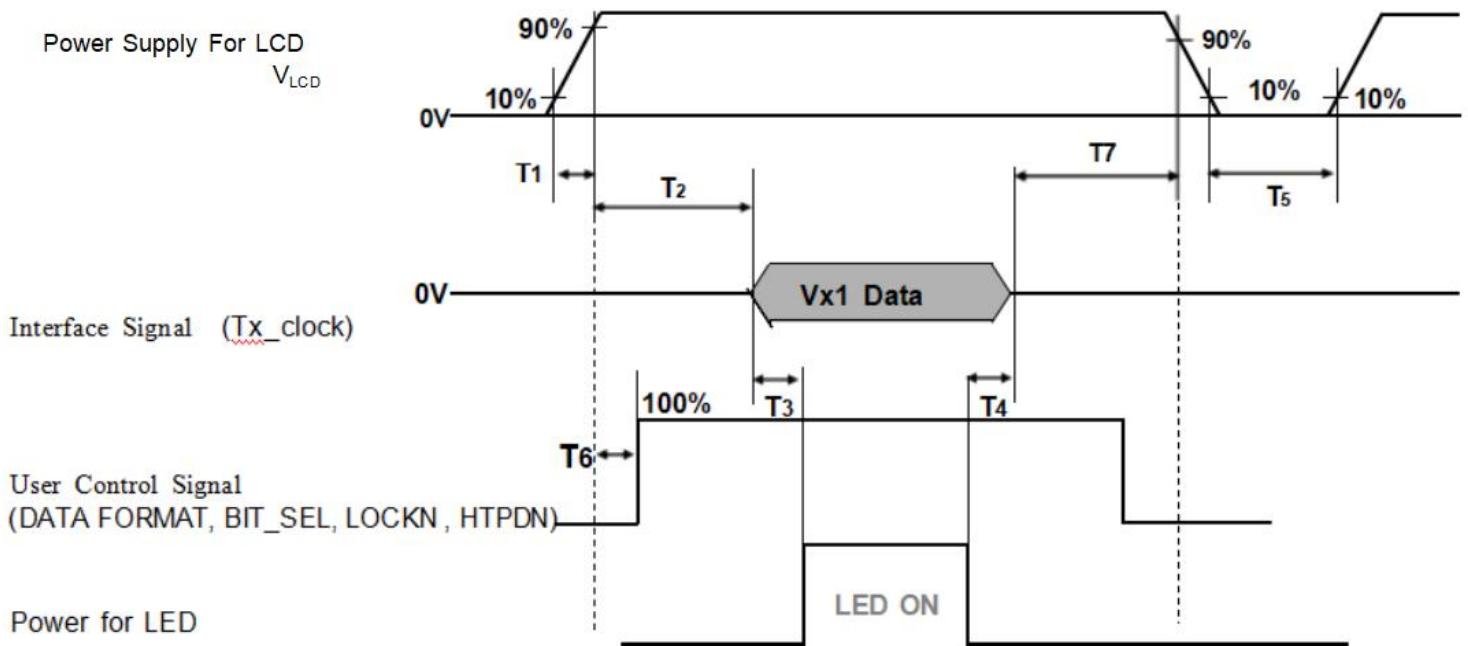 Power Supply For LCD
VLCD
90%
10%
0V
90%
10%
10%
T1
T2
T7
T5
0V
Vx1 Data
Interface Signal (Tx_clock)
100%
T3
T4
T6
User Control Signal
(DATA FORMAT, BIT_SEL, LOCKN , HTPDN)
LED ON
Power for LED